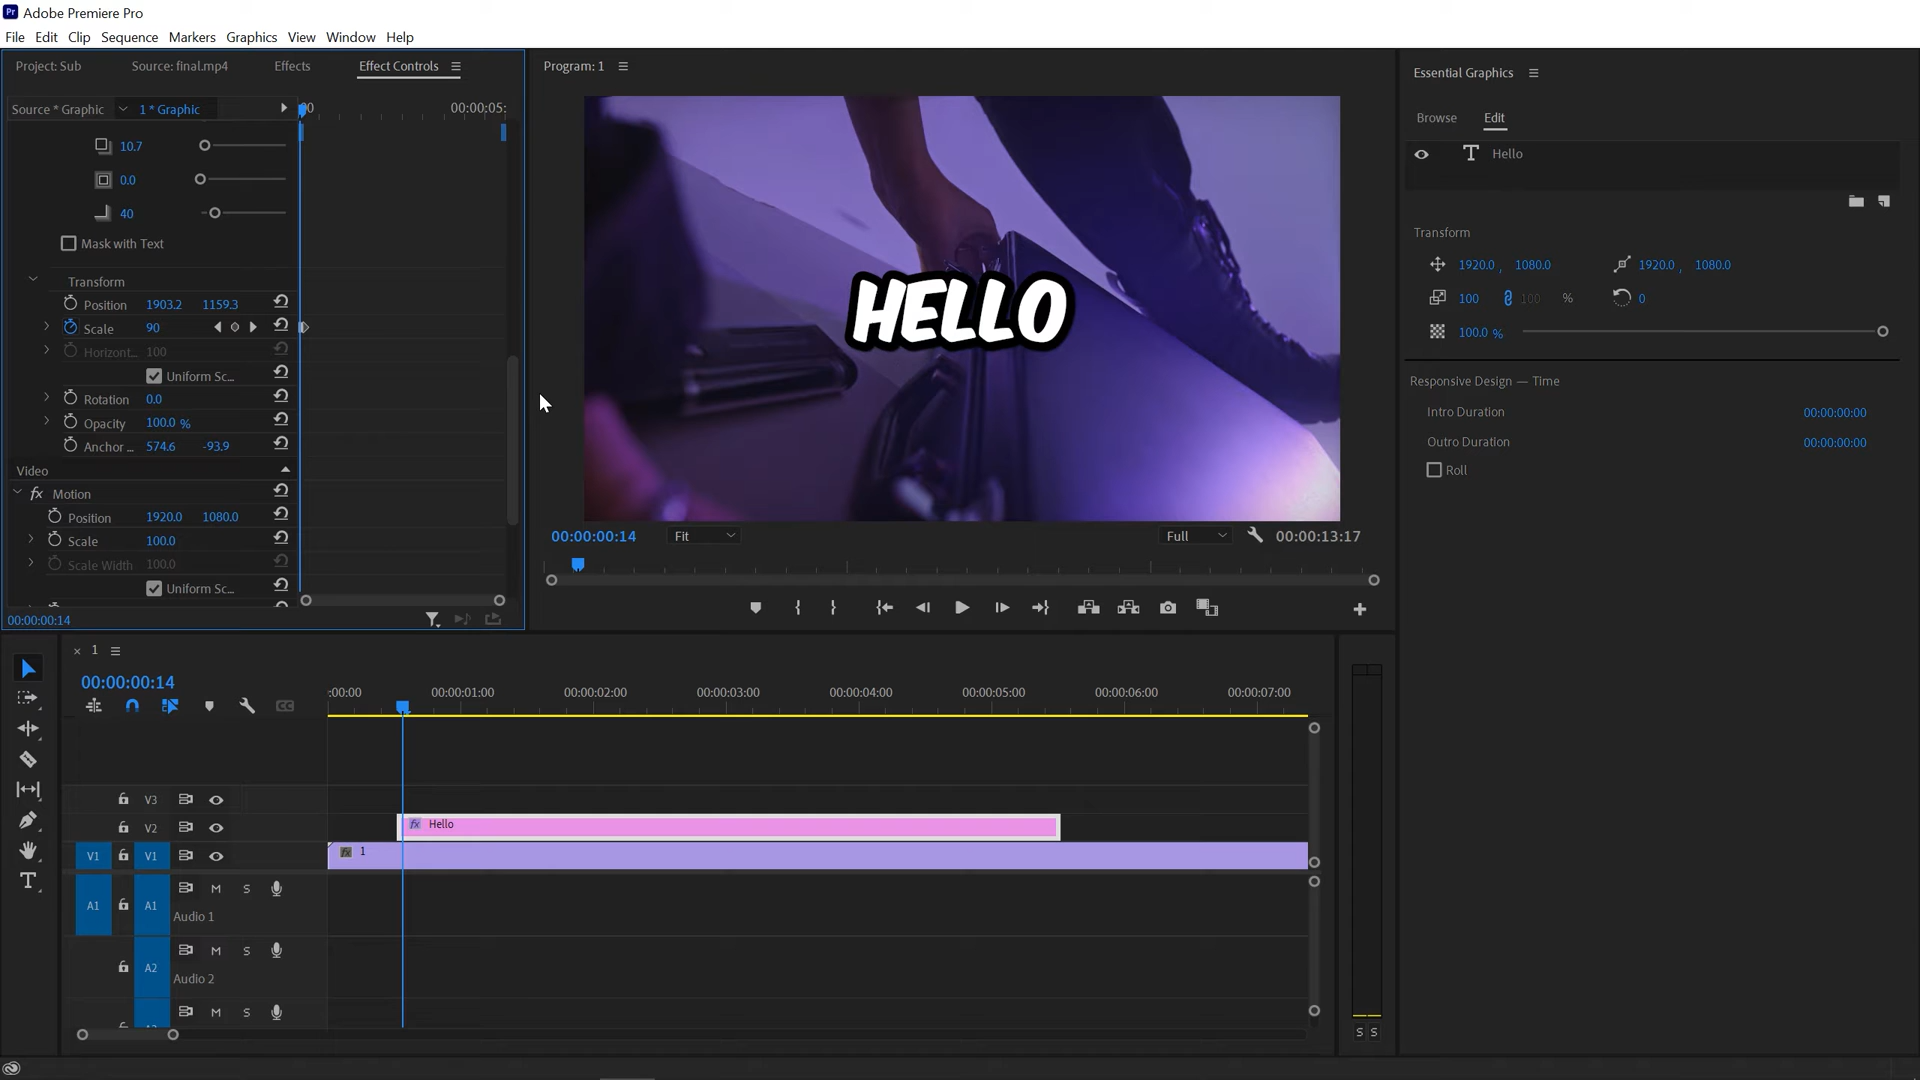 Adobe Premiere Pro
File Edit Clip Sequence Markers Graphics View Window Help
Project: Sub Source: final.mp4 Effects Effect Controls
Source * Graphic 1 * Graphic 00 00:00:05:
10.7
0.0
40
Mask with Text
Transform
Position 1903.2 1159.3
Scale 90
Horizont... 100
Uniform Sc...
Rotation 0.0
Opacity 100.0 %
Anchor ... 574.6 -93.9
Video
fx Motion
Position 1920.0 1080.0
Scale 100.0
Scale Width 100.0
Uniform Sc...
00:00:00:14
Program: 1
HELLO
00:00:00:14 Fit Full 00:00:13:17
Essential Graphics
Browse Edit
Hello
Transform
1920.0 , 1080.0 1920.0 , 1080.0
100 100 % 0
100.0 %
Responsive Design — Time
Intro Duration 00:00:00:00
Outro Duration 00:00:00:00
Roll
× 1
00:00:00:14
:00:00 00:00:01:00 00:00:02:00 00:00:03:00 00:00:04:00 00:00:05:00 00:00:06:00 00:00:07:00
V3
V2 fx Hello
V1 V1 fx 1
A1 A1 M S
Audio 1
A2 M S
Audio 2
M S
S S